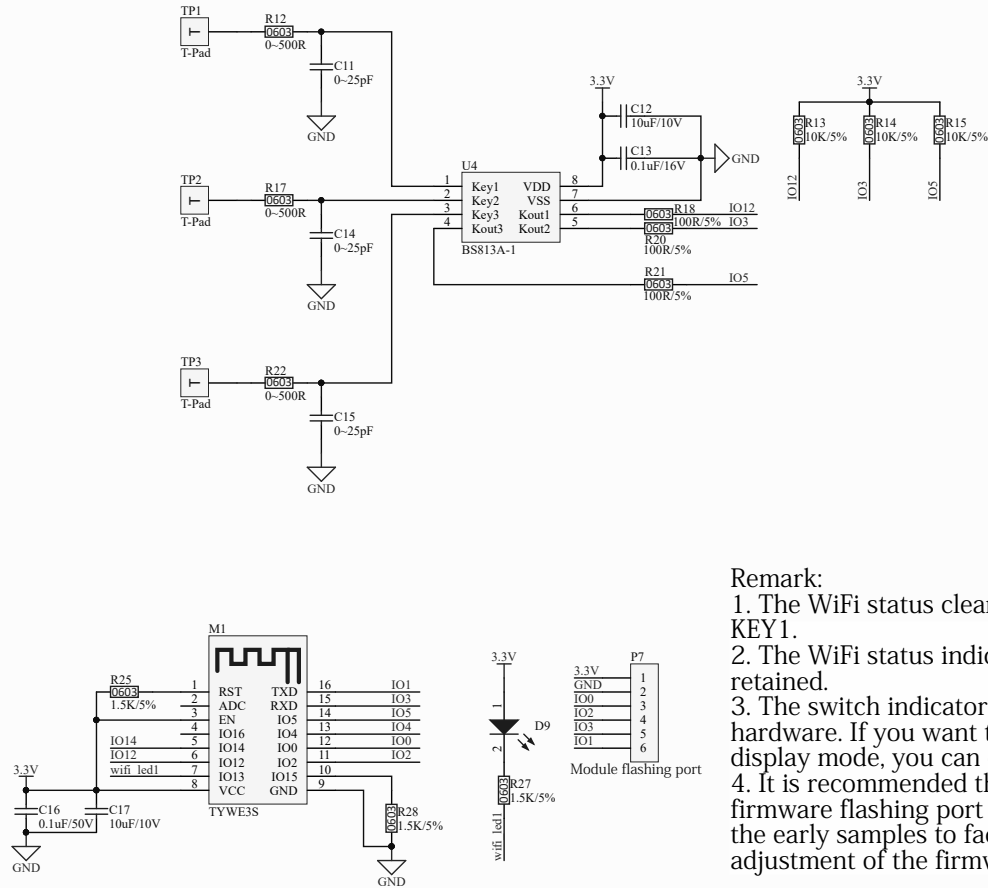 TP1
T-Pad
R12
0603
0~500R
C11
0~25pF
GND
3.3V
C12
10uF/10V
C13
0.1uF/16V
GND
3.3V
0603
R13
10K/5%
0603
R14
10K/5%
0603
R15
10K/5%
IO12
IO3
IO5
TP2
T-Pad
R17
0603
0~500R
C14
0~25pF
GND
U4
1 Key1 VDD 8
2 Key2 VSS 7
3 Key3 Kout1 6
4 Kout3 Kout2 5
BS813A-1
0603
R18
100R/5%
IO12
0603
R20
100R/5%
IO3
R21
0603
100R/5%
IO5
TP3
T-Pad
R22
0603
0~500R
C15
0~25pF
GND
M1
1 RST TXD 16 IO1
2 ADC RXD 15 IO3
3 EN IO5 14 IO5
4 IO16 IO4 13 IO4
IO14 5 IO14 IO0 12 IO0
IO12 6 IO12 IO2 11 IO2
wifi_led1 7 IO13 IO15 10
8 VCC GND 9
TYWE3S
R25
0603
1.5K/5%
3.3V
C16
0.1uF/50V
C17
10uF/10V
GND
0603
R28
1.5K/5%
GND
3.3V
1
D9
2
0603
R27
1.5K/5%
wifi_led1
P7
3.3V 1
GND 2
IO0 3
IO2 4
IO3 5
IO1 6
Module flashing port
Remark:
1. The WiFi status clear
KEY1.
2. The WiFi status indic
retained.
3. The switch indicator
hardware. If you want t
display mode, you can
4. It is recommended th
firmware flashing port
the early samples to fac
adjustment of the firmw